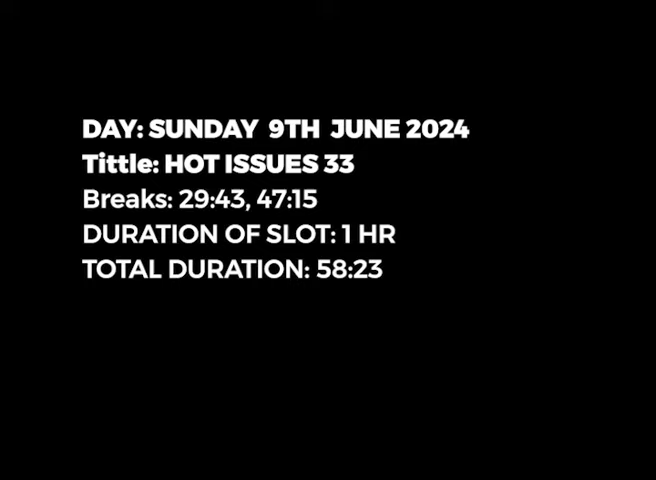 DAY: SUNDAY 9TH JUNE 2024
Tittle: HOT ISSUES 33
Breaks: 29:43, 47:15
DURATION OF SLOT: 1 HR
TOTAL DURATION: 58:23